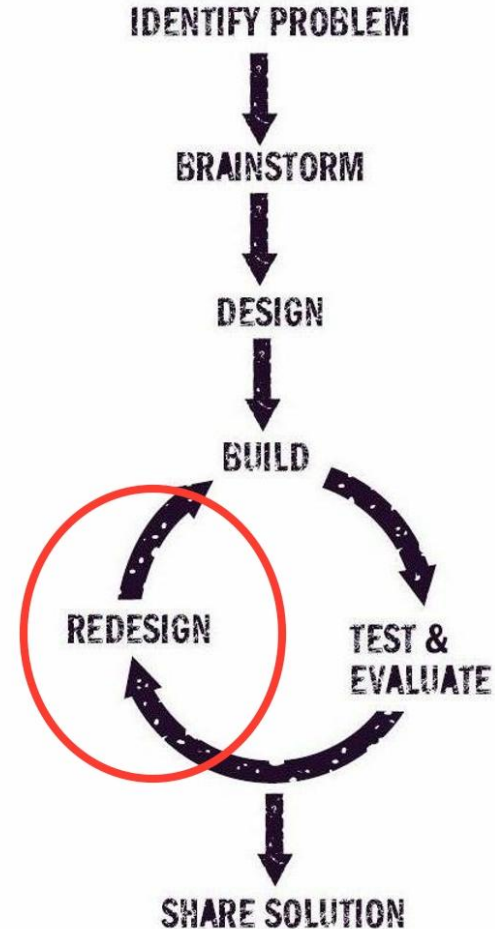 IDENTIFY PROBLEM
BRAINSTORM
DESIGN
BUILD
REDESIGN
TEST &
EVALUATE
SHARE SOLUTION